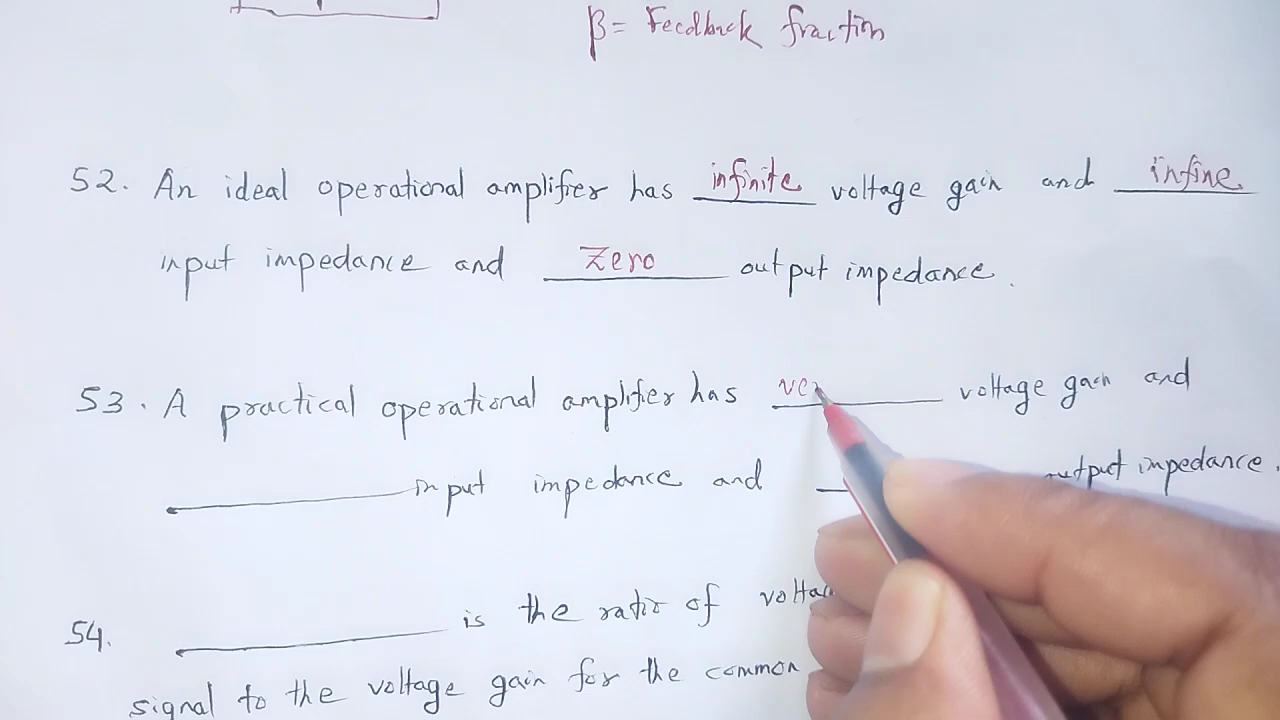 β = Feedback fraction
52. An ideal operational amplifier has infinite voltage gain and infine
input impedance and Zero output impedance.
53. A practical operational amplifier has ver voltage gain and
input impedance and output impedance.
54. is the ratio of
signal to the voltage gain for the common